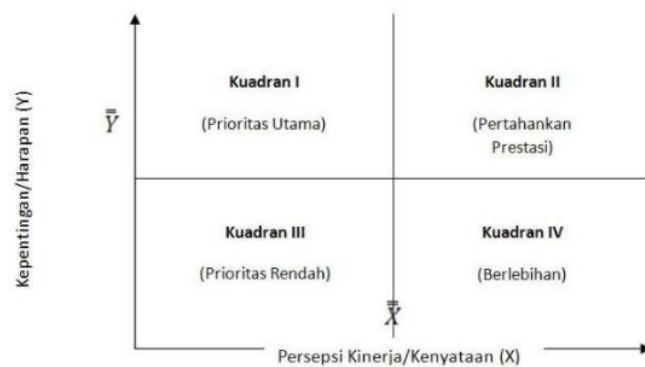 Kepentingan/Harapan (Y)
Y
Kuadran I
(Prioritas Utama)
Kuadran II
(Pertahankan
Prestasi)
Kuadran III
(Prioritas Rendah)
Kuadran IV
(Berlebihan)
X
Persepsi Kinerja/Kenyataan (X)